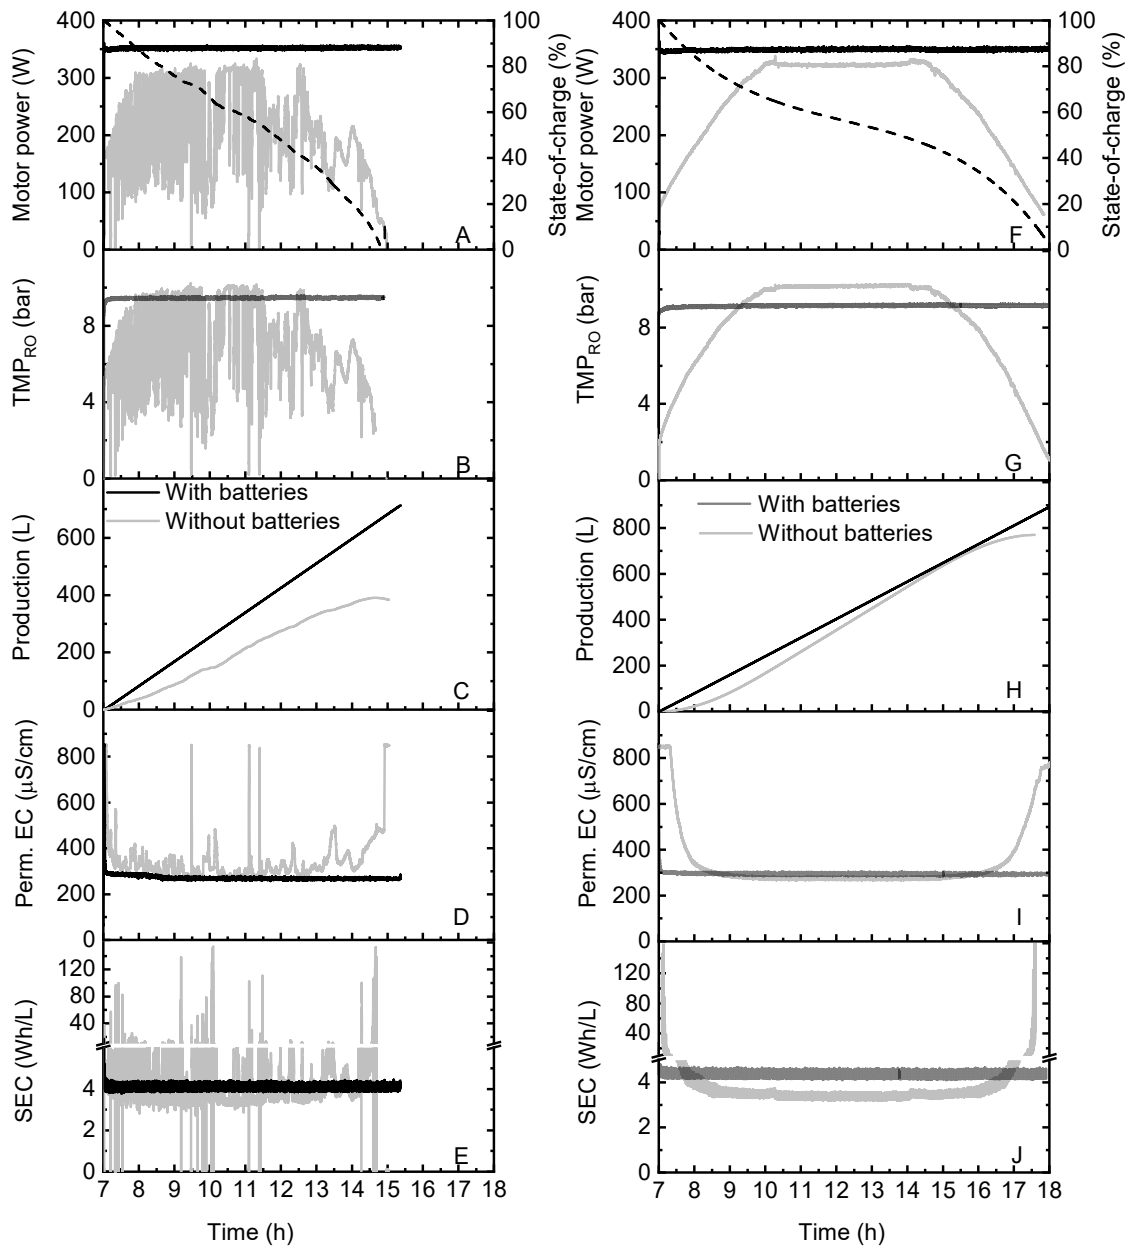 400
300
200
100
0
Motor power (W)
100
80
60
40
20
0
State-of-charge (%)
A
400
300
200
100
0
Motor power (W)
100
80
60
40
20
0
State-of-charge (%)
F
8
4
0
TMP_RO (bar)
B
8
4
0
TMP_RO (bar)
G
With batteries
Without batteries
600
400
200
0
Production (L)
C
With batteries
Without batteries
800
600
400
200
0
Production (L)
H
800
600
400
200
0
Perm. EC (μS/cm)
D
800
600
400
200
0
Perm. EC (μS/cm)
I
120
80
40
4
2
0
SEC (Wh/L)
E
120
80
40
4
2
0
SEC (Wh/L)
J
7 8 9 10 11 12 13 14 15 16 17 18
Time (h)
7 8 9 10 11 12 13 14 15 16 17 18
Time (h)